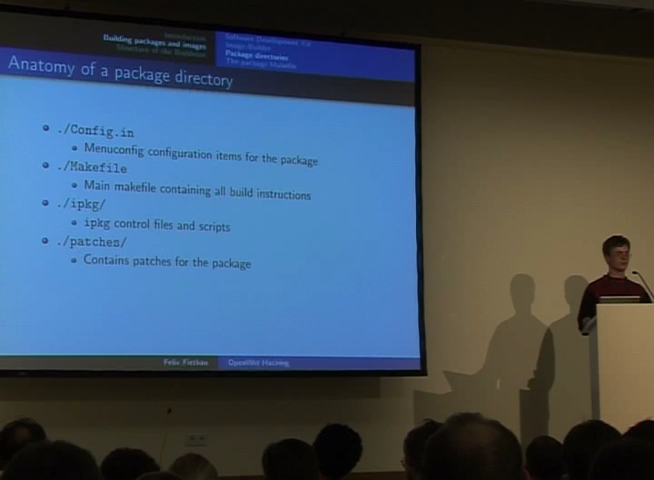 Introduction
Building packages and images
Structure of the Buildroot
Software Development Kit
Image Builder
Package directories
The package Makefile
Anatomy of a package directory
./Config.in
Menuconfig configuration items for the package
./Makefile
Main makefile containing all build instructions
./ipkg/
ipkg control files and scripts
./patches/
Contains patches for the package
Felix Fietkau
OpenWrt Hacking